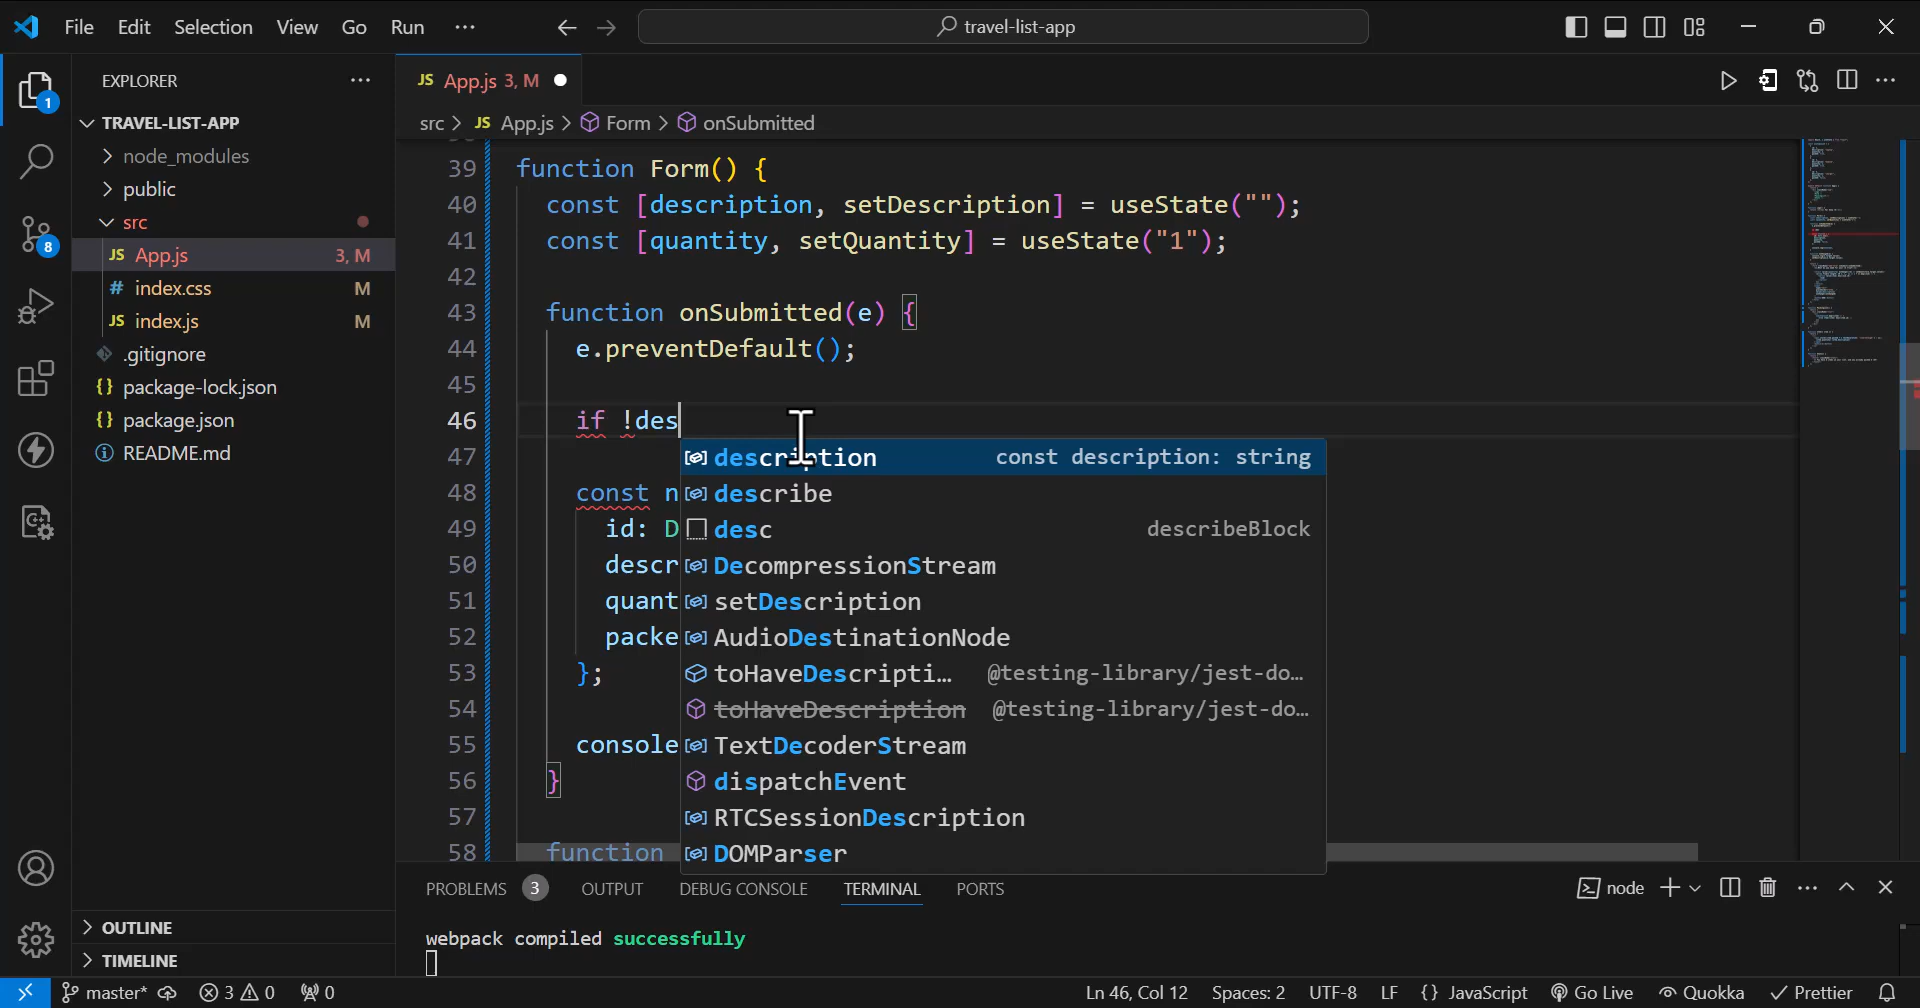 File Edit Selection View Go Run ··· travel-list-app
EXPLORER ···
TRAVEL-LIST-APP
node_modules
public
src
JS App.js 3, M
# index.css M
JS index.js M
.gitignore
{} package-lock.json
{} package.json
README.md
OUTLINE
TIMELINE
1
8
JS App.js 3, M
src > JS App.js > Form > onSubmitted
39 function Form() {
40 const [description, setDescription] = useState("");
41 const [quantity, setQuantity] = useState("1");
42
43 function onSubmitted(e) {
44 e.preventDefault();
45
46 if !des
47
48 const n
49 id: D
50 descr
51 quant
52 packe
53 };
54
55 console
56 }
57
58 function
description const description: string
describe
desc describeBlock
DecompressionStream
setDescription
AudioDestinationNode
toHaveDescripti… @testing-library/jest-do…
toHaveDescription @testing-library/jest-do…
TextDecoderStream
dispatchEvent
RTCSessionDescription
DOMParser
PROBLEMS 3 OUTPUT DEBUG CONSOLE TERMINAL PORTS node
webpack compiled successfully
master* 3 0 0 Ln 46, Col 12 Spaces: 2 UTF-8 LF {} JavaScript Go Live Quokka Prettier